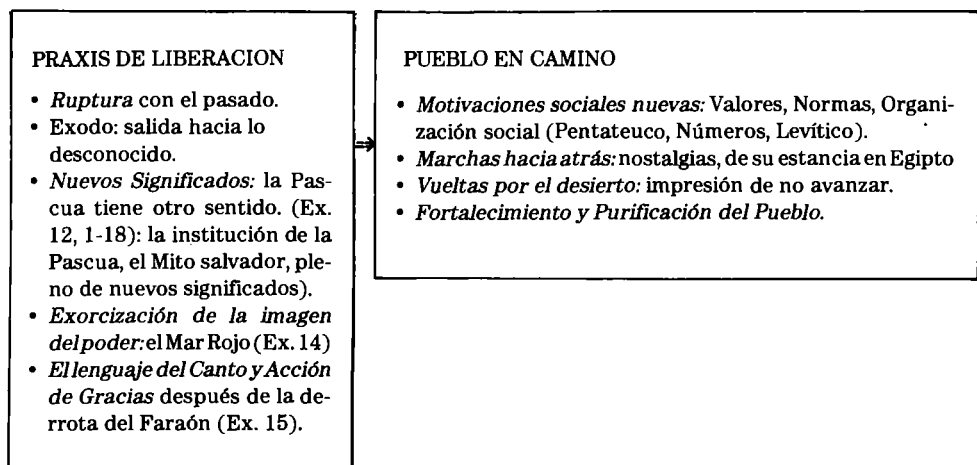 PRAXIS DE LIBERACION
• Ruptura con el pasado.
• Exodo: salida hacia lo
desconocido.
• Nuevos Significados: la Pas-
cua tiene otro sentido. (Ex.
12, 1-18): la institución de la
Pascua, el Mito salvador, ple-
no de nuevos significados).
• Exorcización de la imagen
del poder: el Mar Rojo (Ex. 14)
• El lenguaje del Canto y Acción
de Gracias después de la de-
rrota del Faraón (Ex. 15).
PUEBLO EN CAMINO
• Motivaciones sociales nuevas: Valores, Normas, Organi-
zación social (Pentateuco, Números, Levítico).
• Marchas hacia atrás: nostalgias, de su estancia en Egipto
• Vueltas por el desierto: impresión de no avanzar.
• Fortalecimiento y Purificación del Pueblo.